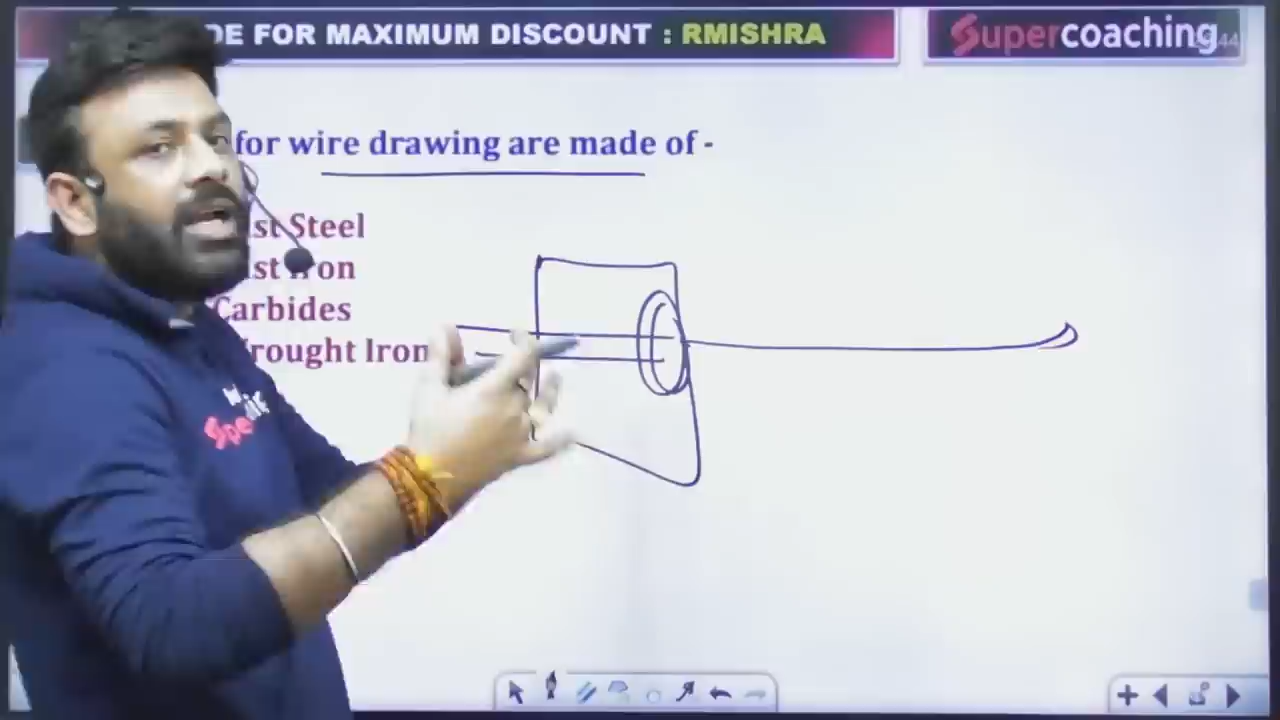 DE FOR MAXIMUM DISCOUNT : RMISHRA
Supercoaching
for wire drawing are made of -
st Steel
st Iron
Carbides
rought Iron